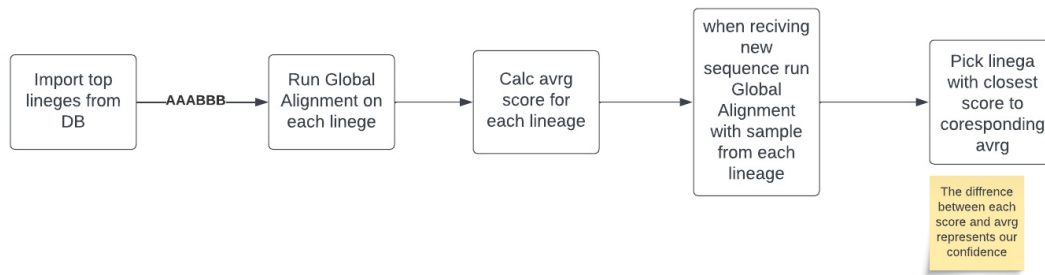 Import top
lineges from
DB
AAABBB
Run Global
Alignment on
each linege
Calc avrg
score for
each lineage
when reciving
new
sequence run
Global
Alignment
with sample
from each
lineage
Pick linega
with closest
score to
coresponding
avrg
The diffrence
between each
score and avrg
represents our
confidence